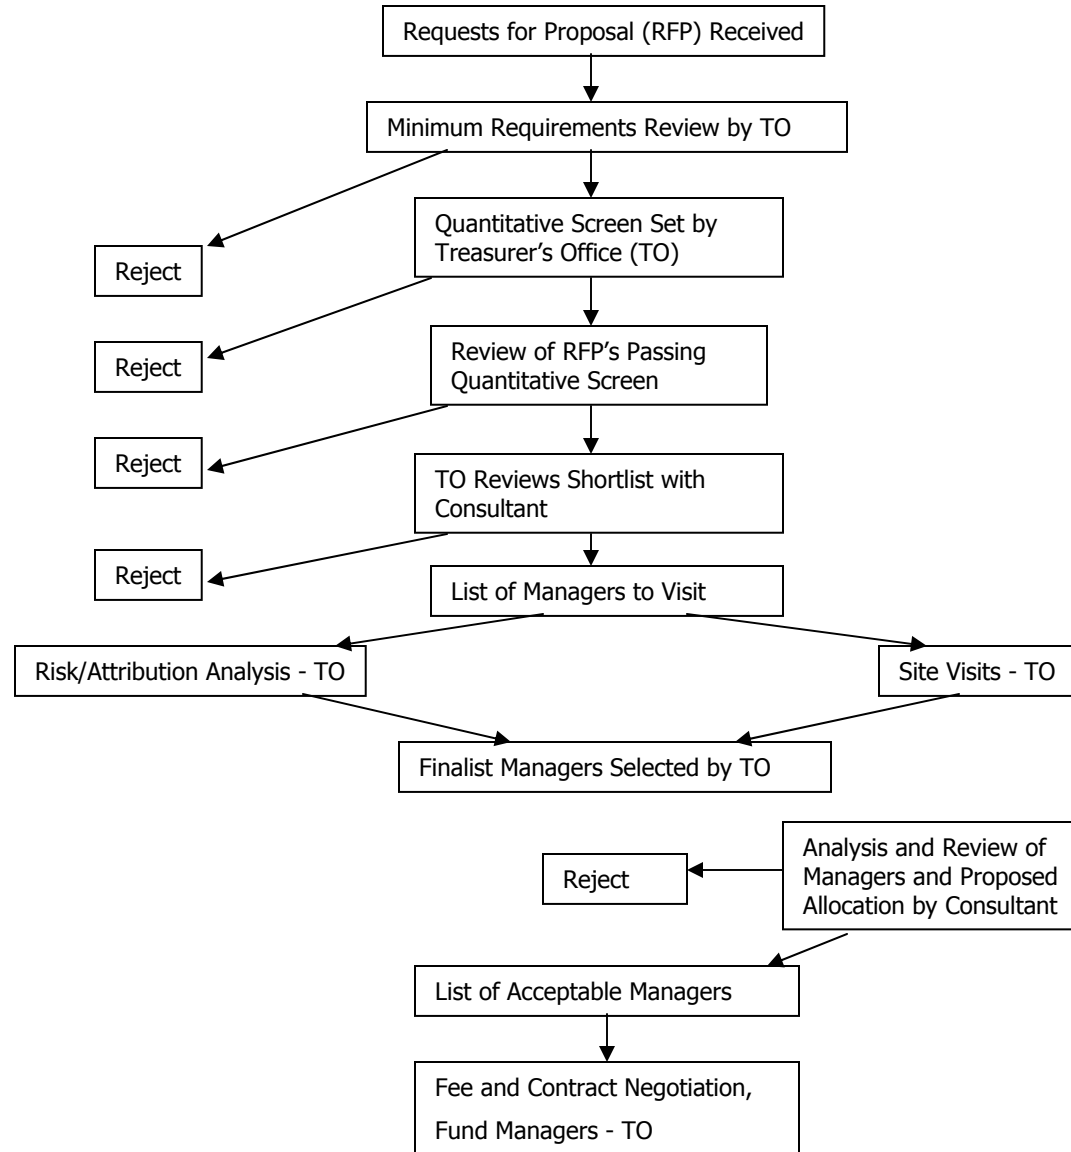 Requests for Proposal (RFP) Received
Minimum Requirements Review by TO
Quantitative Screen Set by
Treasurer’s Office (TO)
Reject
Review of RFP’s Passing
Quantitative Screen
Reject
TO Reviews Shortlist with
Consultant
Reject
List of Managers to Visit
Reject
Risk/Attribution Analysis - TO
Site Visits - TO
Finalist Managers Selected by TO
Analysis and Review of
Managers and Proposed
Allocation by Consultant
Reject
List of Acceptable Managers
Fee and Contract Negotiation,
Fund Managers - TO